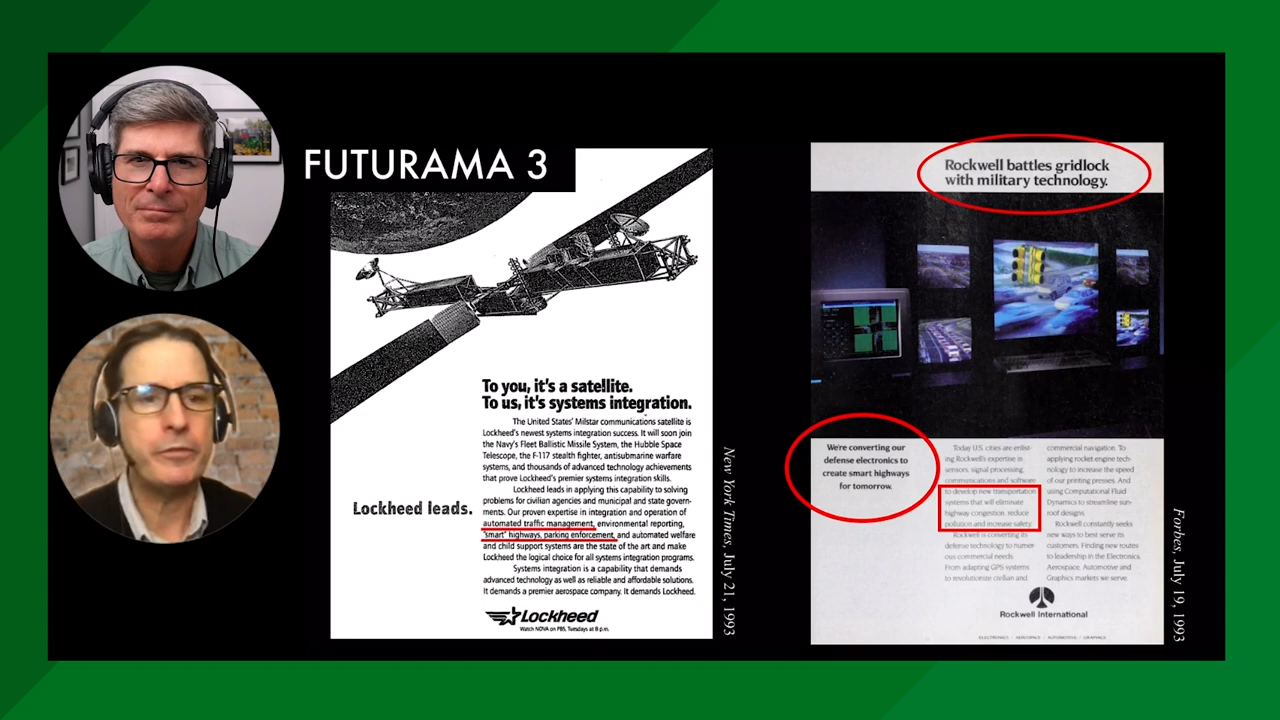 FUTURAMA 3
To you, it's a satellite.
To us, it's systems integration.
The United States' Milstar communications satellite is
Lockheed's newest systems integration success. It will soon join
the Navy's Fleet Ballistic Missile System, the Hubble Space
Telescope, the F-117 stealth fighter, antisubmarine warfare
systems, and thousands of advanced technology achievements
that prove Lockheed's premier systems integration skills.
Lockheed leads in applying this capability to solving
problems for civilian agencies and municipal and state govern-
ments. Our proven expertise in integration and operation of
automated traffic management, environmental reporting,
"smart" highways, parking enforcement, and automated welfare
and child support systems are the state of the art and make
Lockheed the logical choice for all systems integration programs.
Systems integration is a capability that demands
advanced technology as well as reliable and affordable solutions.
It demands a premier aerospace company. It demands Lockheed.
Lockheed leads.
Lockheed
Watch NOVA on PBS, Tuesdays at 8 p.m.
New York Times, July 21, 1993
Rockwell battles gridlock
with military technology.
We're converting our
defense electronics to
create smart highways
for tomorrow.
Today U.S. cities are enlist-
ing Rockwell's expertise in
sensors, signal processing,
communications and software
to develop new transportation
systems that will eliminate
highway congestion, reduce
pollution and increase safety.
Rockwell is converting its
defense technology to numer
ous commercial needs.
From adapting GPS systems
to revolutionize civilian and
commercial navigation. To
applying rocket engine tech-
nology to increase the speed
of our printing presses. And
using Computational Fluid
Dynamics to streamline sun-
roof designs.
Rockwell constantly seeks
new ways to best serve its
customers. Finding new routes
to leadership in the Electronics,
Aerospace, Automotive and
Graphics markets we serve.
Rockwell International
ELECTRONICS / AEROSPACE / AUTOMOTIVE / GRAPHICS
Forbes, July 19, 1993